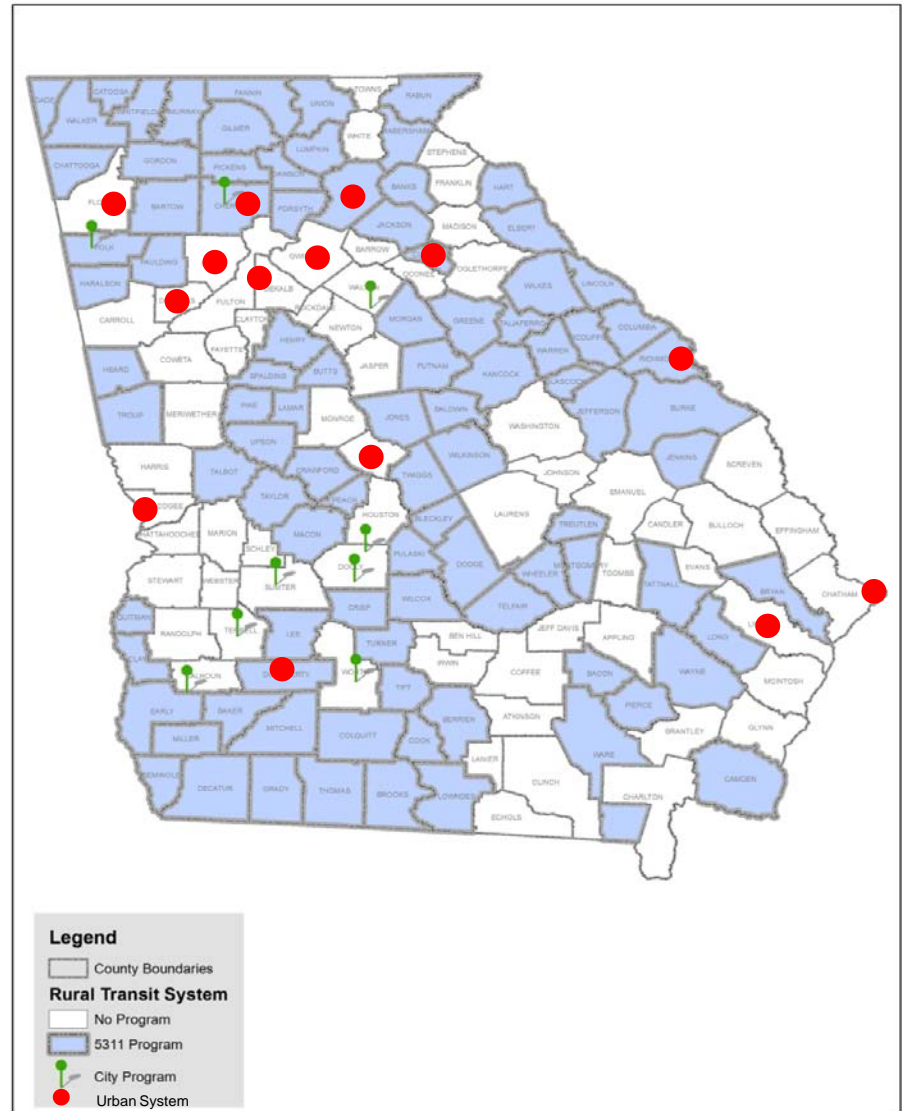 TOWNS
RABUN
FANNIN
UNION
CATOOSA
DADE
WHITFIELD
MURRAY
WALKER
GILMER
HABERSHAM
WHITE
LUMPKIN
STEPHENS
CHATTOOGA
GORDON
PICKENS
BANKS
FRANKLIN
HART
BARTOW
FORSYTH
JACKSON
MADISON
ELBERT
POLK
PAULDING
BARROW
OCONEE
OGLETHORPE
HARALSON
WILKES
LINCOLN
FULTON
DEKALB
CARROLL
ROCKDALE
CLAYTON
NEWTON
MORGAN
GREENE
TALIAFERRO
COLUMBIA
HENRY
FAYETTE
COWETA
JASPER
PUTNAM
WARREN
HEARD
SPALDING
BUTTS
HANCOCK
PIKE
LAMAR
TROUP
MERIWETHER
MONROE
JONES
BALDWIN
JEFFERSON
BURKE
UPSON
WASHINGTON
HARRIS
TALBOT
CRAWFORD
TWIGGS
WILKINSON
JENKINS
SCREVEN
JOHNSON
TAYLOR
PEACH
EMANUEL
HOUSTON
BLECKLEY
LAURENS
MARION
MACON
TREUTLEN
CANDLER
BULLOCH
EFFINGHAM
SCHLEY
DOOLY
PULASKI
DODGE
WHEELER
MONTGOMERY
TOOMBS
EVANS
TATTNALL
BRYAN
CHATHAM
STEWART
WEBSTER
SUMTER
CRISP
WILCOX
TELFAIR
QUITMAN
RANDOLPH
LEE
TURNER
BEN HILL
JEFF DAVIS
APPLING
LONG
IRWIN
COFFEE
BACON
WAYNE
MCINTOSH
TIFT
EARLY
BAKER
PIERCE
MILLER
MITCHELL
COLQUITT
COOK
BERRIEN
ATKINSON
BRANTLEY
GLYNN
LANIER
WARE
SEMINOLE
DECATUR
GRADY
THOMAS
BROOKS
LOWNDES
CLINCH
CHARLTON
CAMDEN
ECHOLS
Legend
County Boundaries
Rural Transit System
No Program
5311 Program
City Program
Urban System